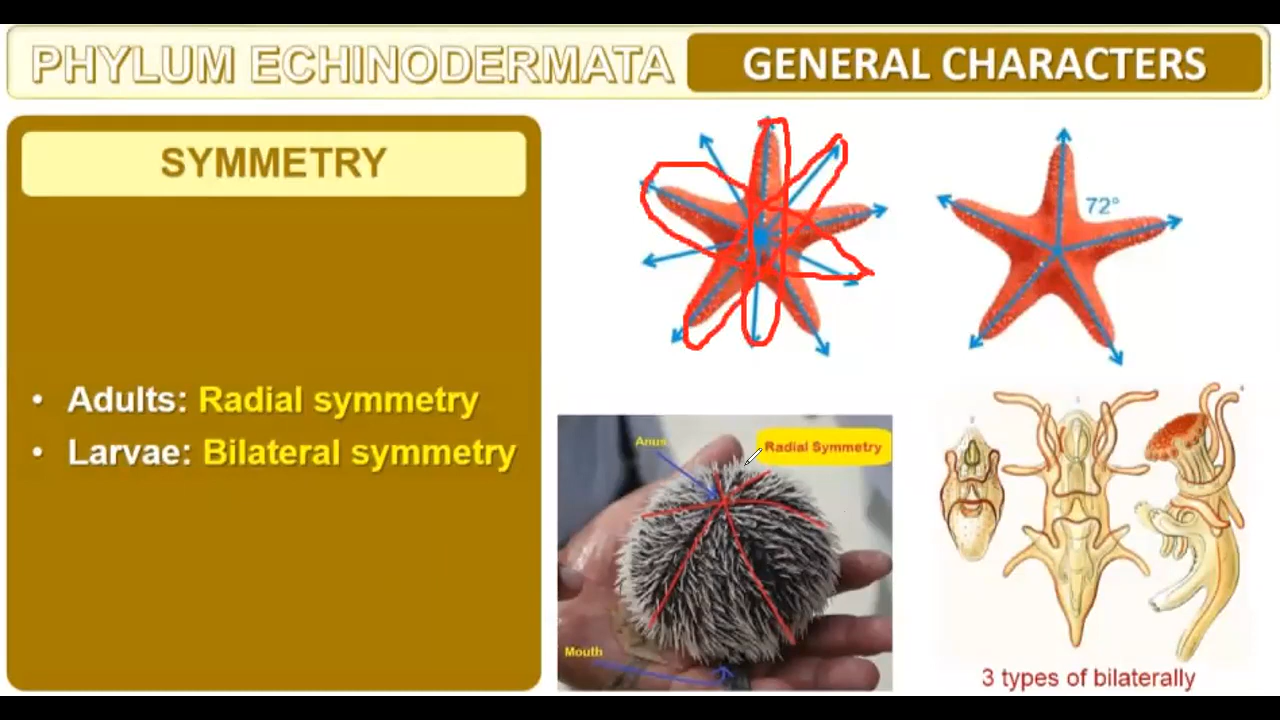 PHYLUM ECHINODERMATA
GENERAL CHARACTERS
SYMMETRY
• Adults: Radial symmetry
• Larvae: Bilateral symmetry
72°
Anus
Radial Symmetry
Mouth
3 types of bilaterally